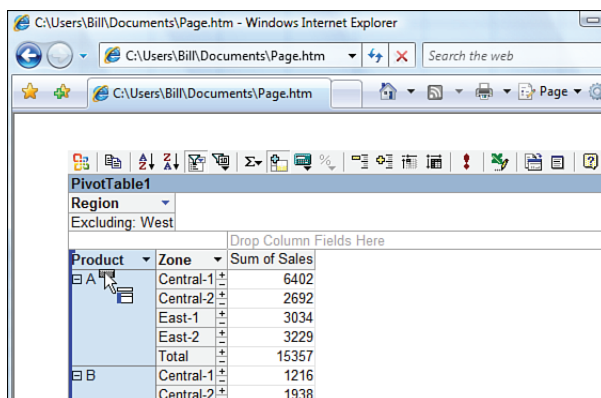 C:\Users\Bill\Documents\Page.htm - Windows Internet Explorer
C:\Users\Bill\Documents\Page.htm Search the web
C:\Users\Bill\Documents\Page.htm Page
PivotTable1
Region
Excluding: West
Drop Column Fields Here
Product Zone Sum of Sales
A Central-1 6402
Central-2 2692
East-1 3034
East-2 3229
Total 15357
B Central-1 1216
Central-2 1938